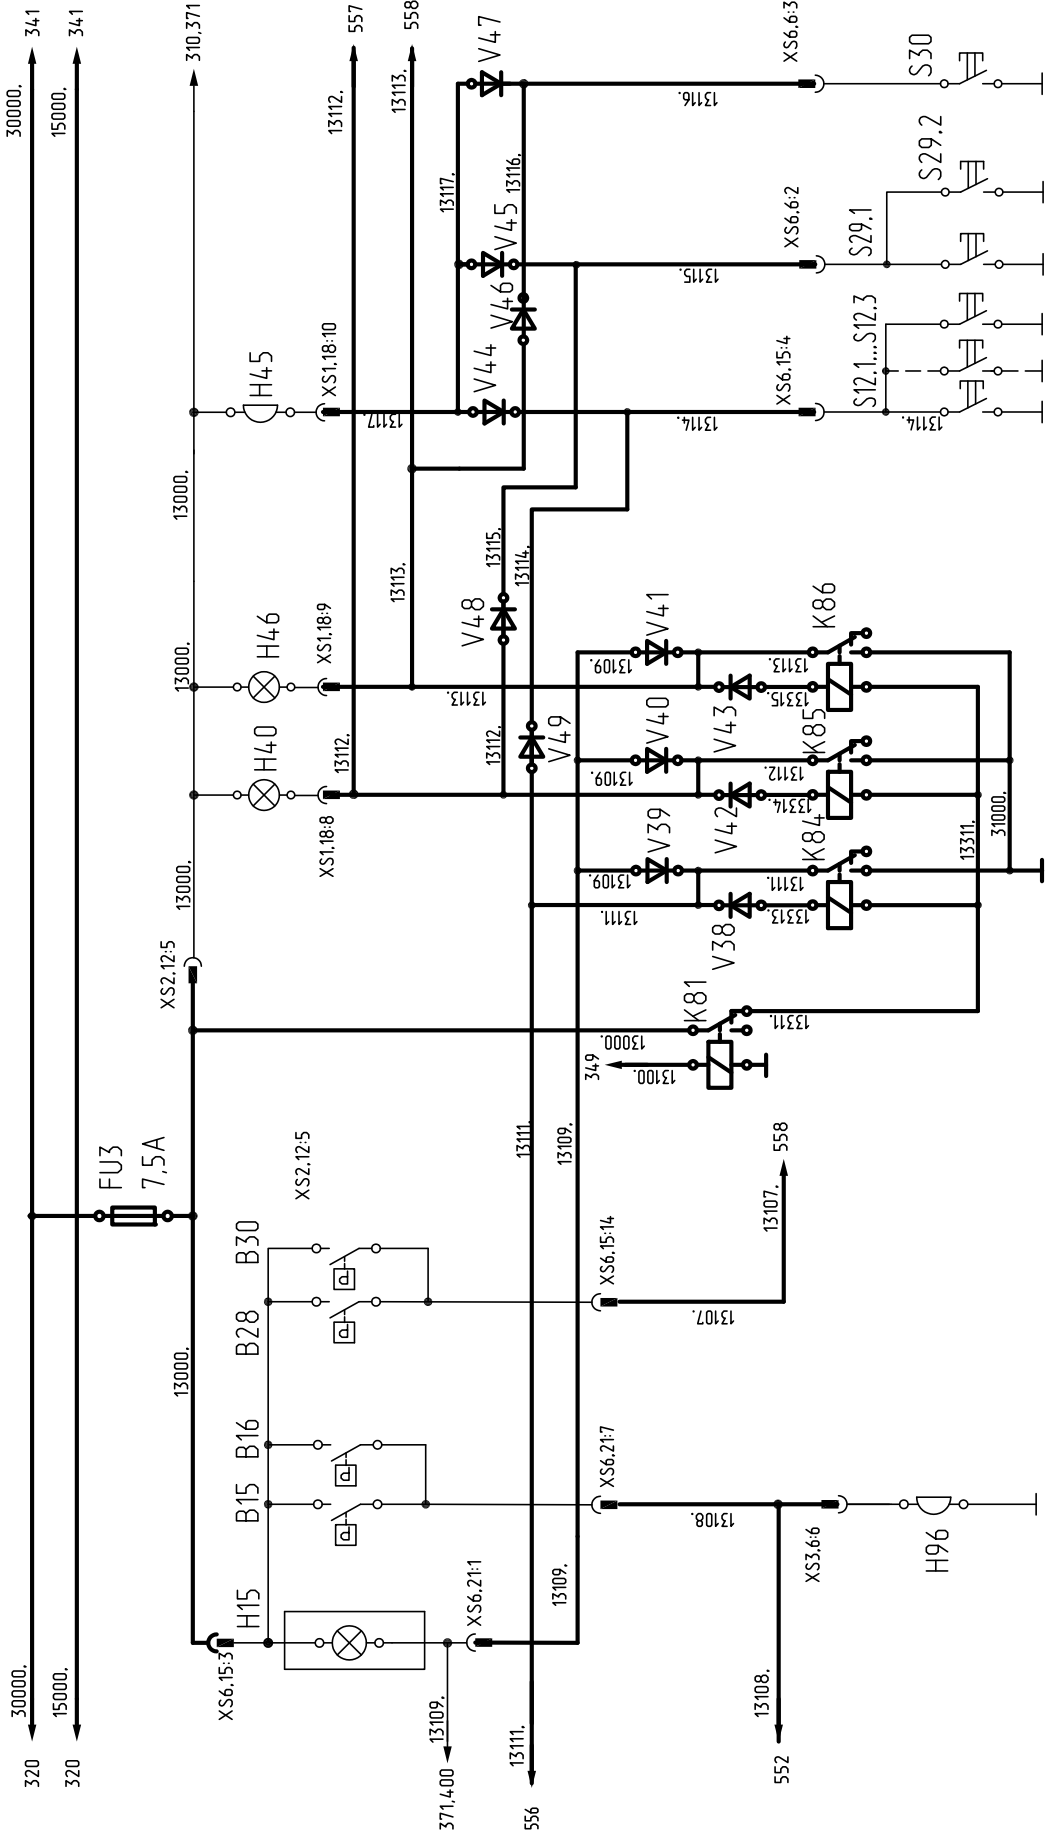 320
30000.
30000.
341
320
15000.
15000.
341
FU3
7,5A
XS6.15:3
13000.
XS2.12:5
13000.
13000.
13000.
310,371
H15
B15
B16
B28
B30
H40
H46
H45
XS2.12:5
XS1.18:8
XS1.18:9
XS1.18:10
P
P
P
P
13112.
13112.
557
13117.
13113.
13113.
558
371,400
13109.
XS6.21:1
13113.
13117.
V48
V44
V46
V45
V47
13112.
13115.
13116.
556
13111.
13111.
13114.
V49
13109.
13109.
349
XS6.21:7
XS6.15:14
13000.
13100.
13111.
13109.
13109.
13109.
V39
V40
V41
13108.
13107.
K81
V38
V42
V43
13114.
13115.
13116.
552
13108.
13107.
558
13311.
13313.
13111.
13314.
13112.
13315.
13113.
XS3.6:6
K84
K85
K86
XS6.15:4
XS6.6:2
XS6.6:3
S12.1...S12.3
S29.1
13114.
H96
S29.2
S30
13311.
31000.